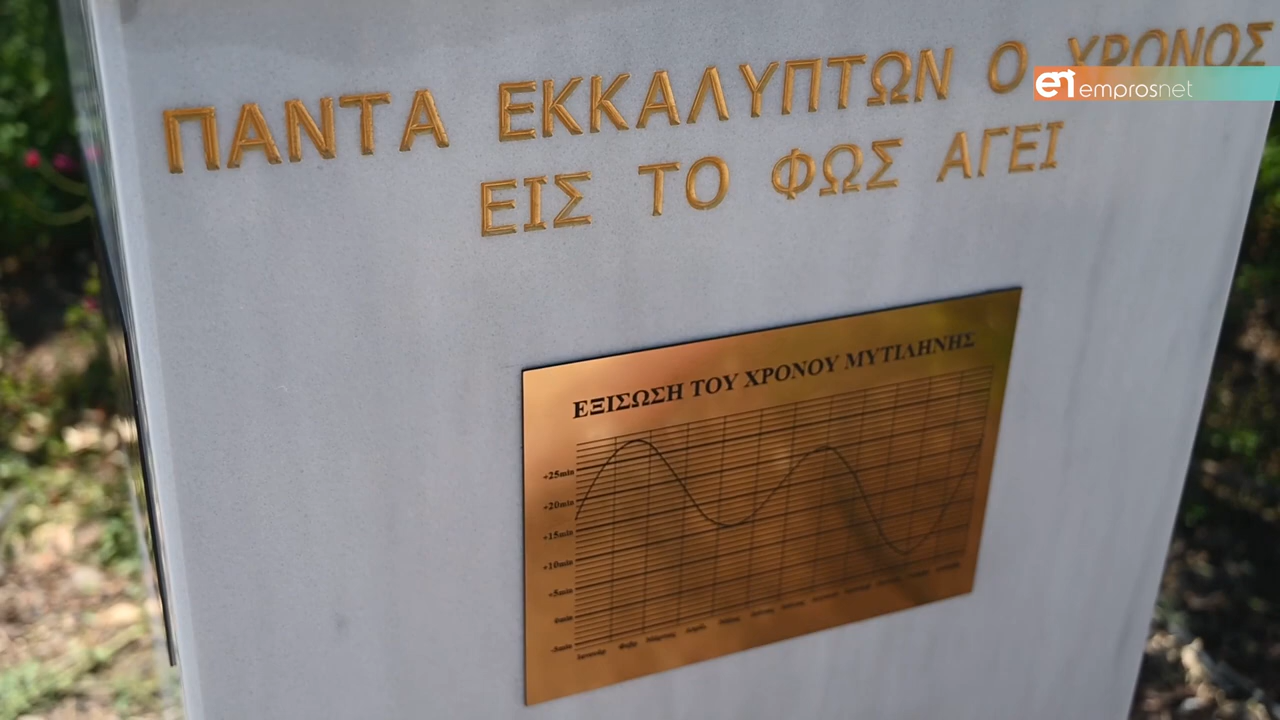 ΠΑΝΤΑ ΕΚΚΑΛΥΠΤΩΝ Ο ΧΡΟΝΟΣ
emprosnet
ΕΙΣ ΤΟ ΦΩΣ ΑΓΕΙ
ΕΞΙΣΩΣΗ ΤΟΥ ΧΡΟΝΟΥ ΜΥΤΙΛΗΝΗΣ
+25min
+20min
+15min
+10min
+5min
0min
-5min